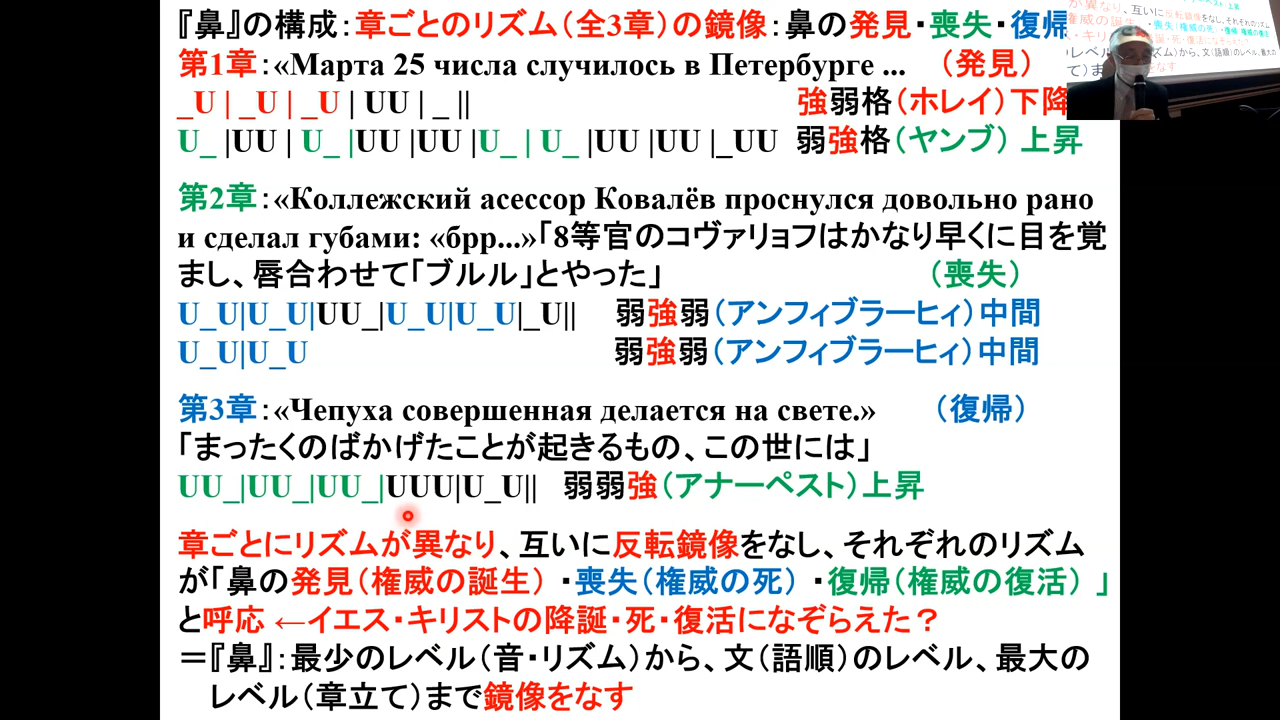 『鼻』の構成：章ごとのリズム（全3章）の鏡像：鼻の発見・喪失・復帰
第1章：«Марта 25 числа случилось в Петербурге ... （発見）
_U | _U | _U | UU | _ || 強弱格（ホレイ）下降
U_ |UU | U_ |UU |UU |U_ | U_ |UU |UU |_UU 弱強格（ヤンブ）上昇
第2章：«Коллежский асессор Ковалёв проснулся довольно рано
и сделал губами: «брр...»「8等官のコヴァリョフはかなり早くに目を覚
まし、唇合わせて「ブルル」とやった」 （喪失）
U_U|U_U|UU_|U_U|U_U|_U|| 弱強弱（アンフィブラーヒィ）中間
U_U|U_U 弱強弱（アンフィブラーヒィ）中間
第3章：«Чепуха совершенная делается на свете.» （復帰）
「まったくのばかげたことが起きるもの、この世には」
UU_|UU_|UU_|UUU|U_U|| 弱弱強（アナーペスト）上昇
章ごとにリズムが異なり、互いに反転鏡像をなし、それぞれのリズム
が「鼻の発見（権威の誕生）・喪失（権威の死）・復帰（権威の復活）」
と呼応 ←イエス・キリストの降誕・死・復活になぞらえた？
＝『鼻』：最少のレベル（音・リズム）から、文（語順）のレベル、最大の
レベル（章立て）まで鏡像をなす